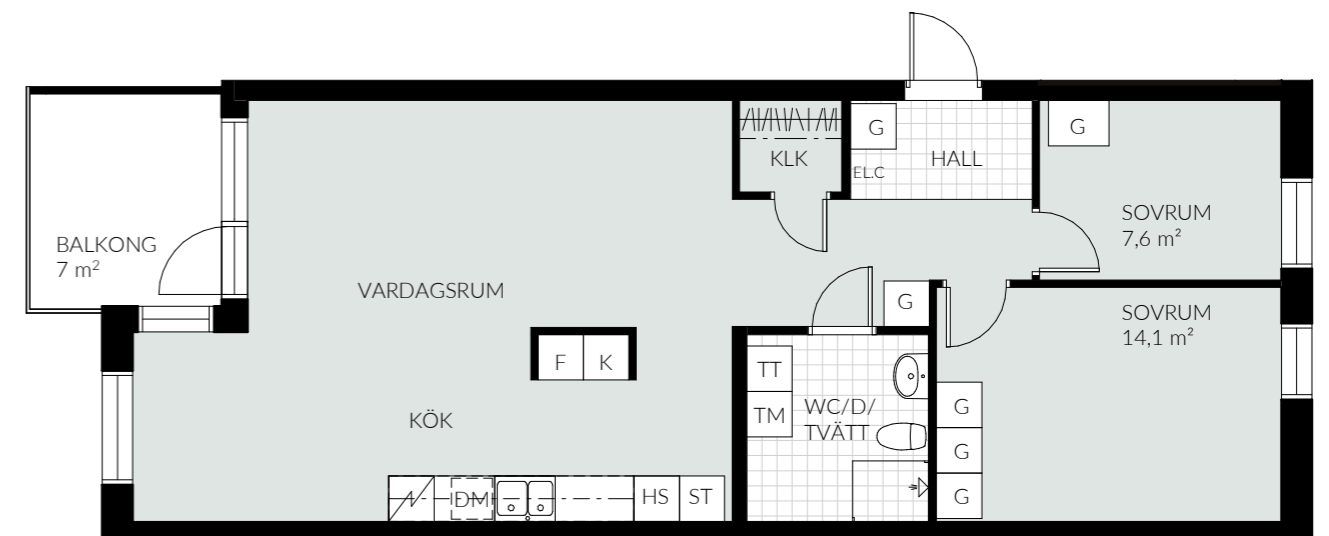 G
HALL
G
KLK
EL.C
SOVRUM
7,6 m²
BALKONG
7 m²
VARDAGSRUM
G
SOVRUM
14,1 m²
F
K
TT
TM
WC/D/
TVÄTT
KÖK
G
G
G
DM
HS
ST